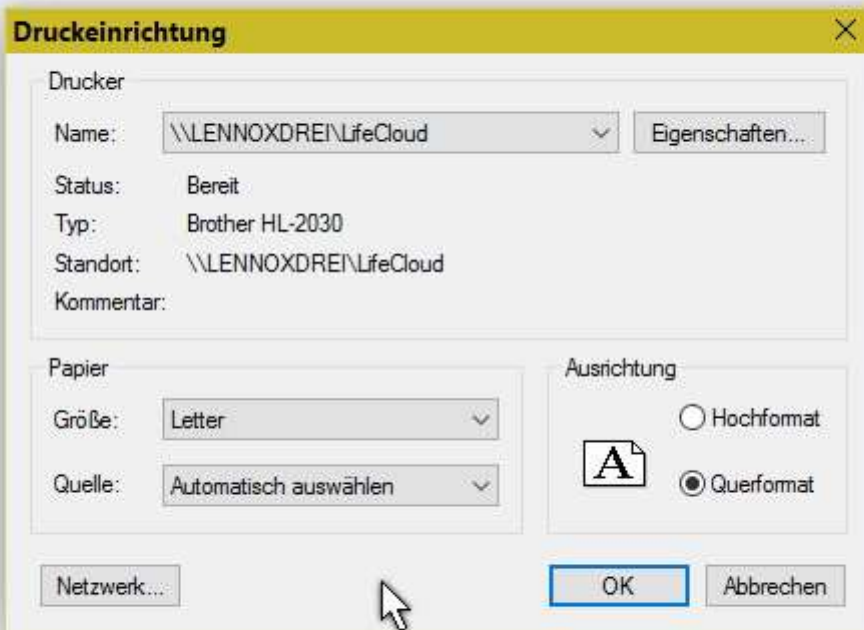 Druckeinrichtung
Drucker
Name: \\LENNOXDREI\LifeCloud Eigenschaften...
Status: Bereit
Typ: Brother HL-2030
Standort: \\LENNOXDREI\LifeCloud
Kommentar:
Papier
Größe: Letter
Quelle: Automatisch auswählen
Ausrichtung
A
Hochformat
Querformat
Netzwerk... OK Abbrechen